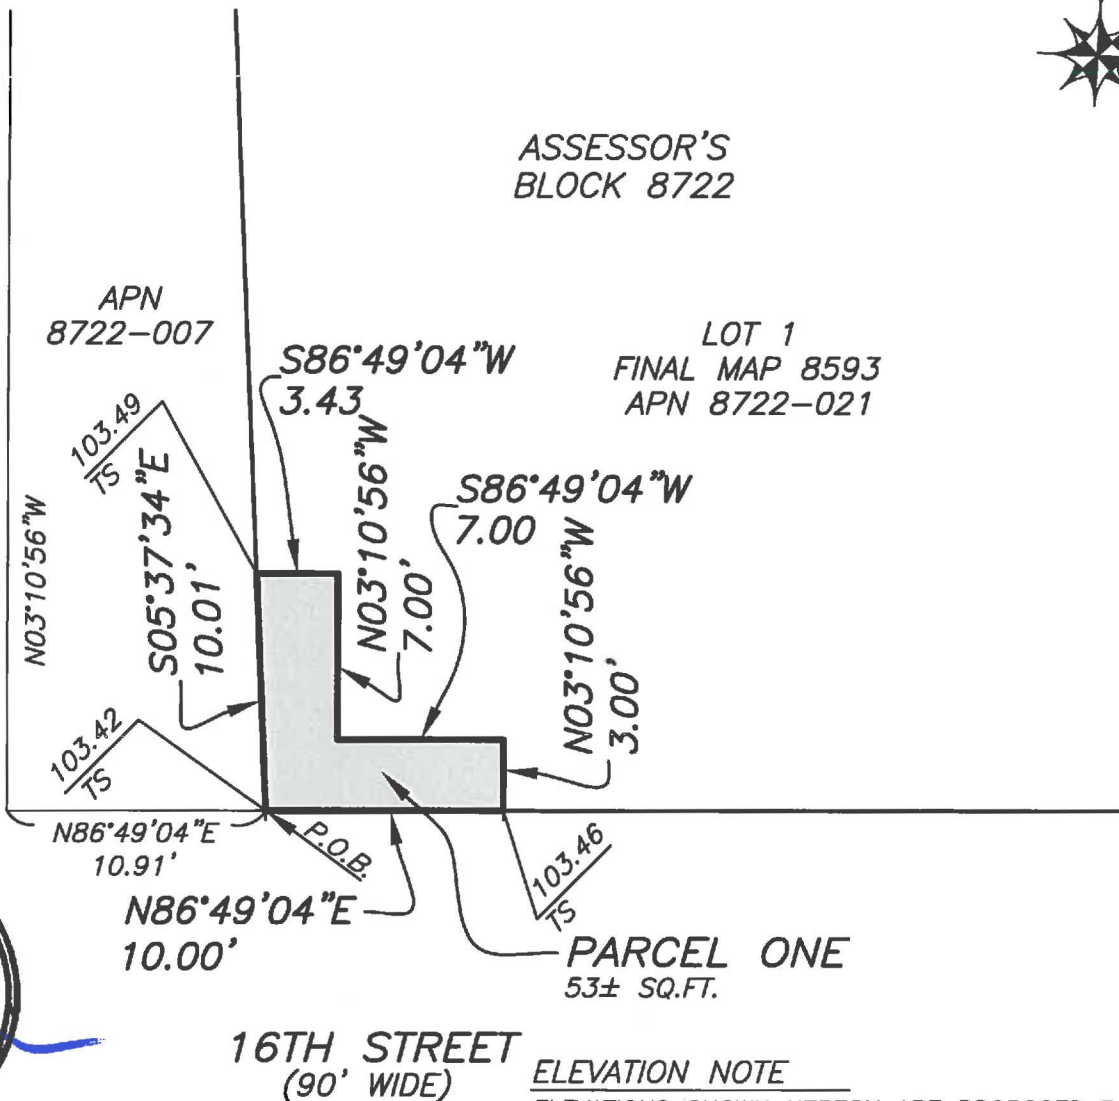 ASSESSOR'S
BLOCK 8722
APN
8722-007
LOT 1
FINAL MAP 8593
APN 8722-021
S86°49'04"W
3.43
103.49
TS
S05°37'34"E
10.01'
N03°10'56"W
7.00'
S86°49'04"W
7.00
N03°10'56"W
3.00'
N03°10'56"W
103.42
TS
N86°49'04"E
10.91'
P.O.B.
103.46
TS
N86°49'04"E
10.00'
PARCEL ONE
53± SQ.FT.
16TH STREET
(90' WIDE)
ELEVATION NOTE